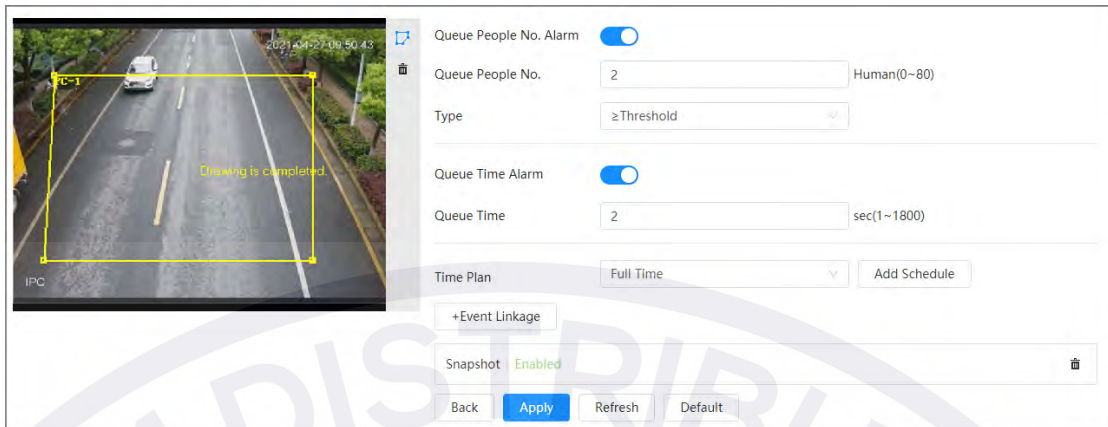 2021-04-27 09:50:43
PC-1
Drawing is completed.
IPC
Queue People No. Alarm
Queue People No. 2 Human(0~80)
Type ≥Threshold
Queue Time Alarm
Queue Time 2 sec(1~1800)
Time Plan Full Time Add Schedule
+Event Linkage
Snapshot Enabled
Back Apply Refresh Default
DISTRIBU